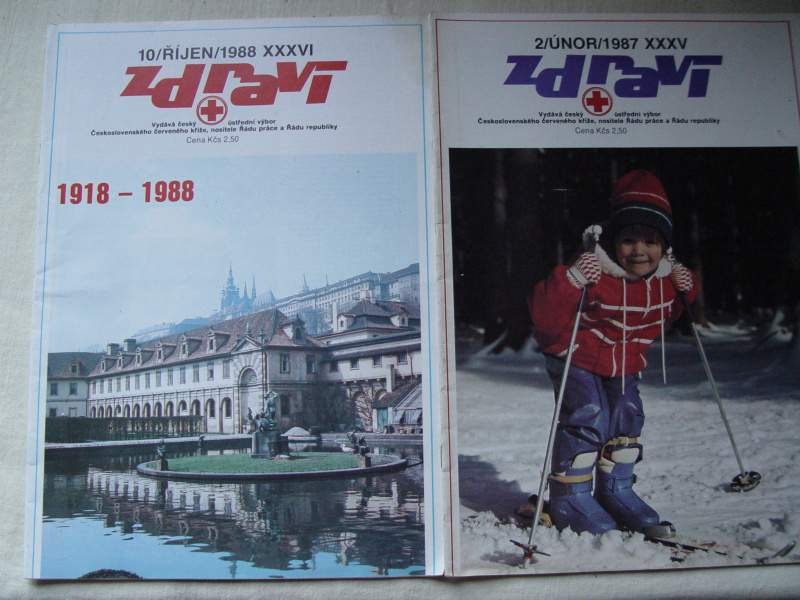 10/ŘÍJEN/1988 XXXVI
zdraví
Vydává český ústřední výbor
Československého červeného kříže, nositele Řádu práce a Řádu republiky
Cena Kčs 2,50
1918 – 1988
2/ÚNOR/1987 XXXV
zdraví
Vydává český ústřední výbor
Československého červeného kříže, nositele Řádu práce a Řádu republiky
Cena Kčs 2,50